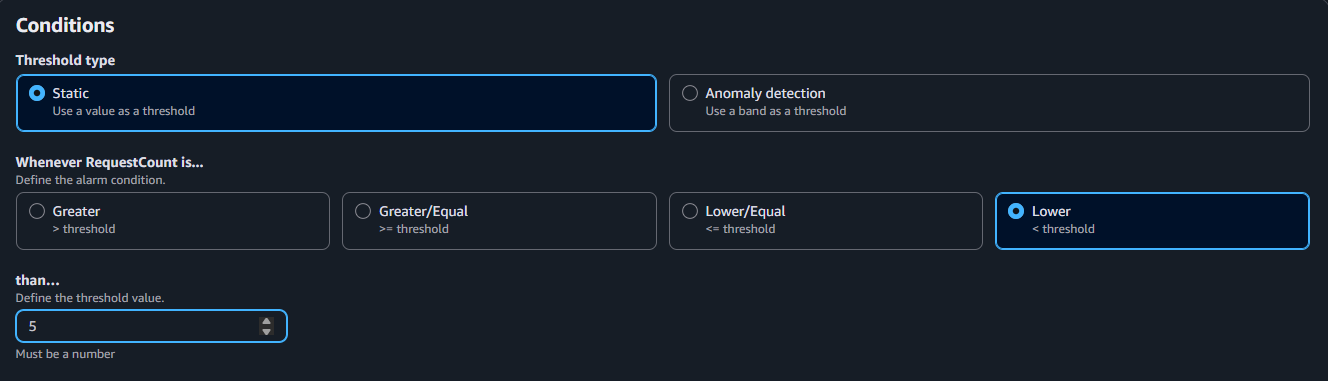 Conditions
Threshold type
Static
Use a value as a threshold
Anomaly detection
Use a band as a threshold
Whenever RequestCount is...
Define the alarm condition.
Greater
> threshold
Greater/Equal
>= threshold
Lower/Equal
<= threshold
Lower
< threshold
than...
Define the threshold value.
5
Must be a number